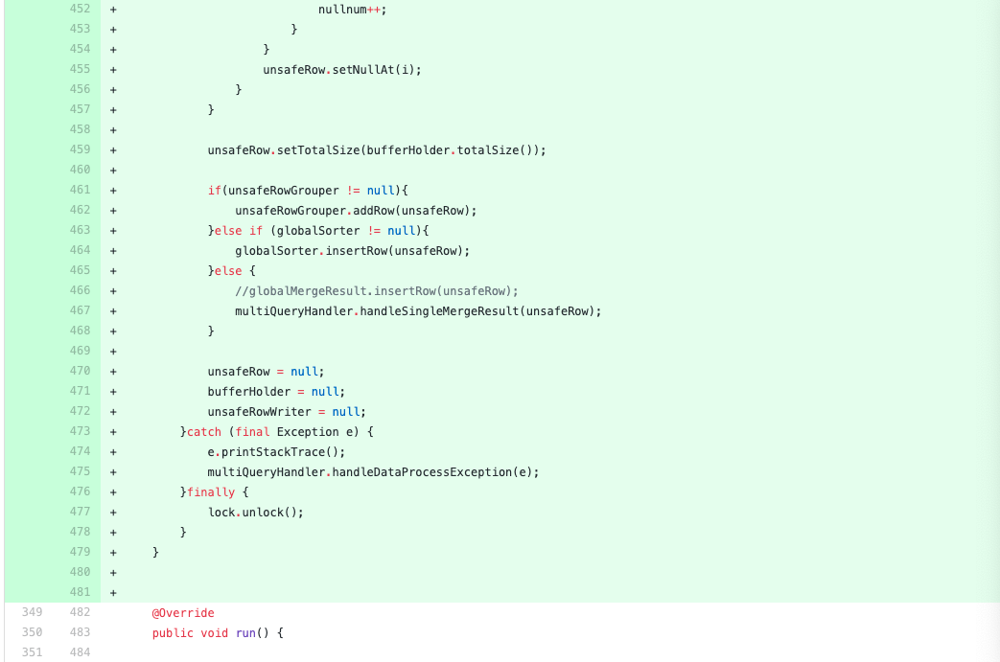 452 + nullnum++;
453 + }
454 + }
455 + unsafeRow.setNullAt(i);
456 + }
457 + }
458 +
459 + unsafeRow.setTotalSize(bufferHolder.totalSize());
460 +
461 + if(unsafeRowGrouper != null){
462 + unsafeRowGrouper.addRow(unsafeRow);
463 + }else if (globalSorter != null){
464 + globalSorter.insertRow(unsafeRow);
465 + }else {
466 + //globalMergeResult.insertRow(unsafeRow);
467 + multiQueryHandler.handleSingleMergeResult(unsafeRow);
468 + }
469 +
470 + unsafeRow = null;
471 + bufferHolder = null;
472 + unsafeRowWriter = null;
473 + }catch (final Exception e) {
474 + e.printStackTrace();
475 + multiQueryHandler.handleDataProcessException(e);
476 + }finally {
477 + lock.unlock();
478 + }
479 + }
480 +
481 +
349 482 @Override
350 483 public void run() {
351 484